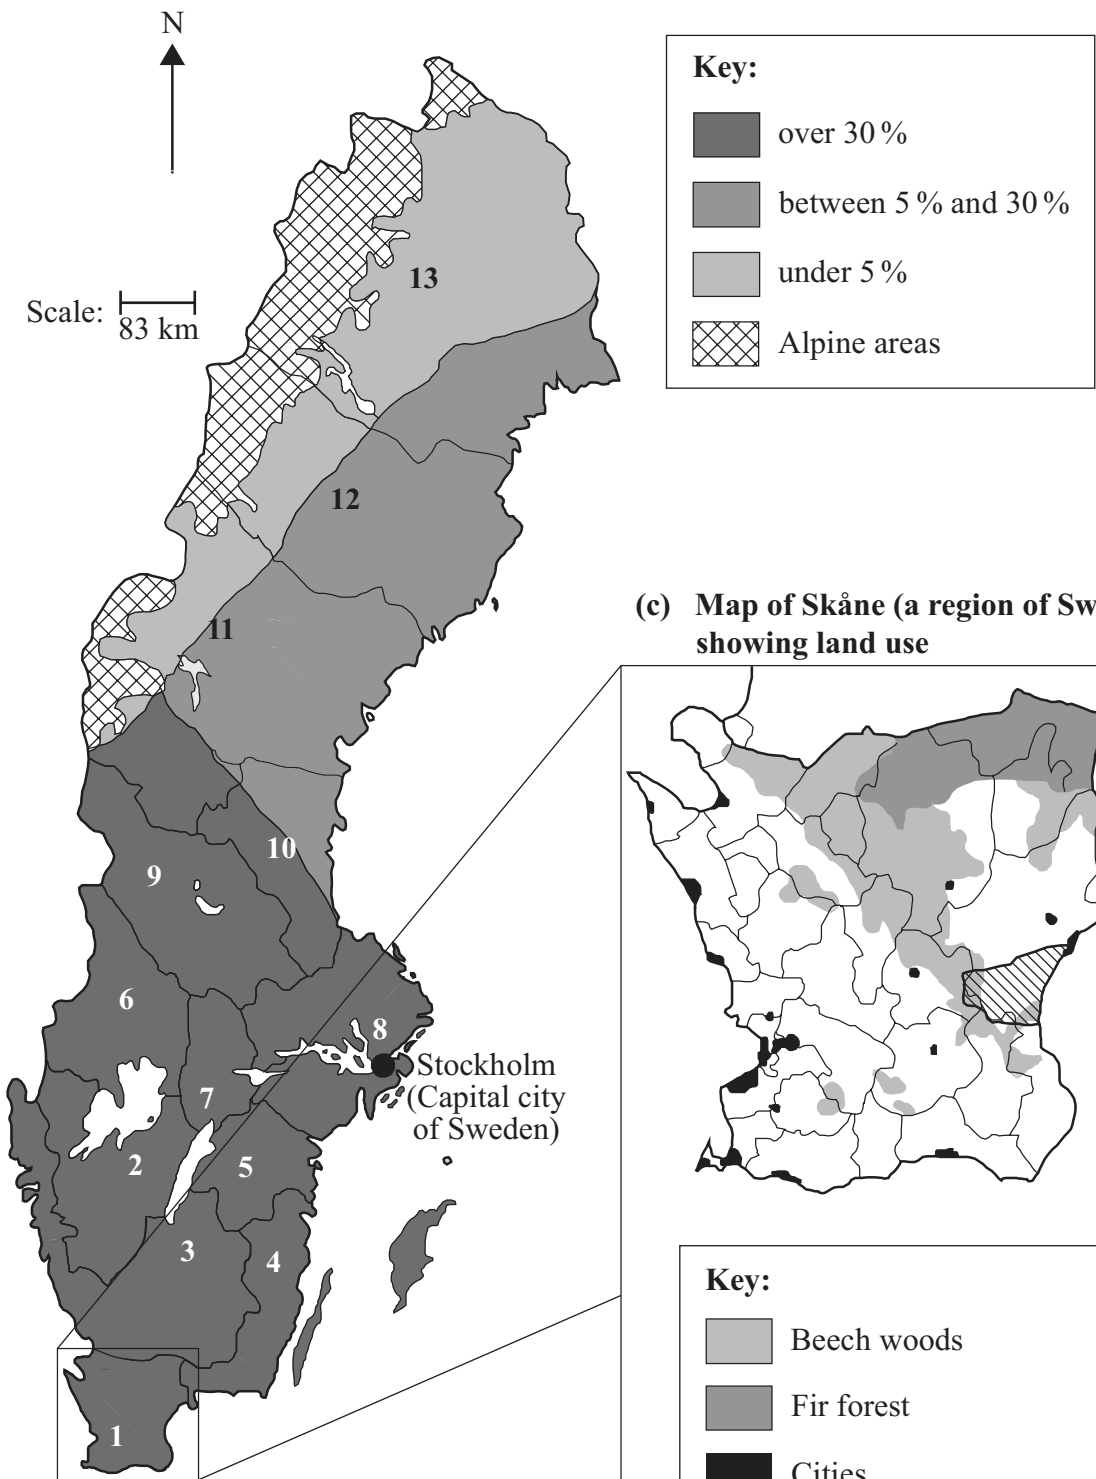 N
Key:
over 30 %
between 5 % and 30 %
under 5 %
Alpine areas
Scale:
83 km
13
12
11
10
9
6
8
7
2
5
3
4
1
Stockholm
(Capital city
of Sweden)
(c) Map of Skåne (a region of Sw
showing land use
Key:
Beech woods
Fir forest
Cities